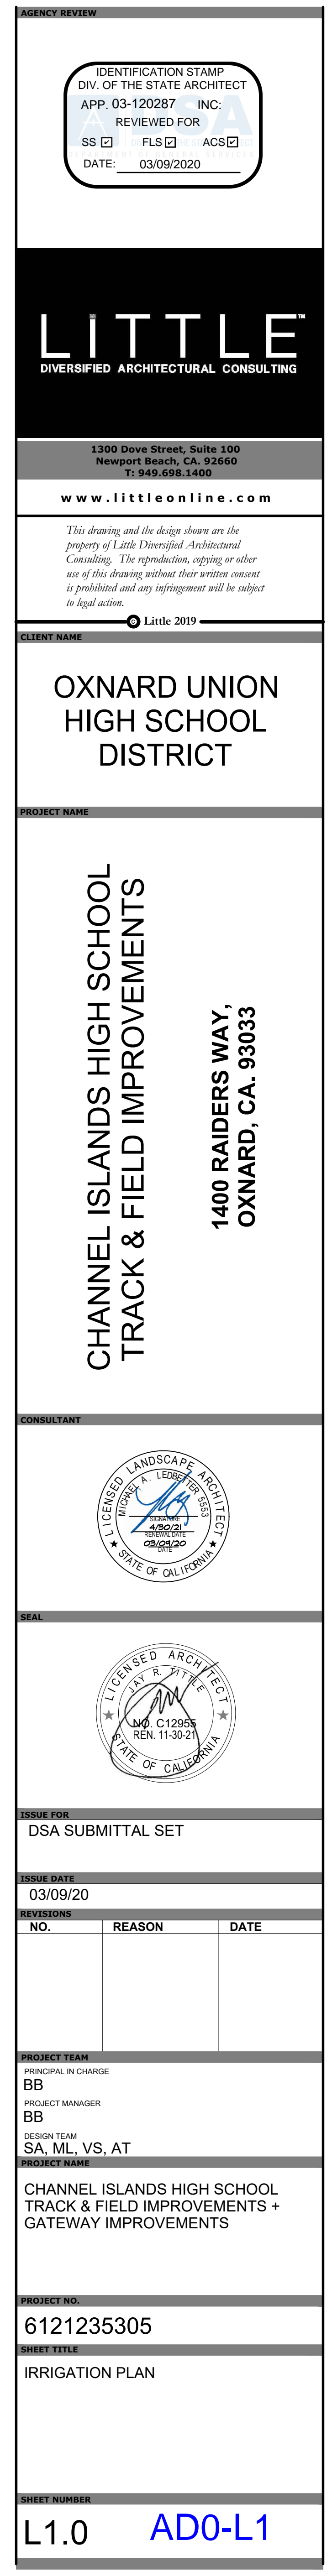 AGENCY REVIEW
IDENTIFICATION STAMP
DIV. OF THE STATE ARCHITECT
APP. 03-120287 INC:
REVIEWED FOR
SS ☑ FLS ☑ ACS ☑
DATE: 03/09/2020
LiTTLE
DIVERSIFIED ARCHITECTURAL CONSULTING
1300 Dove Street, Suite 100
Newport Beach, CA. 92660
T: 949.698.1400
www.littleonline.com
This drawing and the design shown are the
property of Little Diversified Architectural
Consulting. The reproduction, copying or other
use of this drawing without their written consent
is prohibited and any infringement will be subject
to legal action.
© Little 2019
CLIENT NAME
OXNARD UNION
HIGH SCHOOL
DISTRICT
PROJECT NAME
CHANNEL ISLANDS HIGH SCHOOL
TRACK & FIELD IMPROVEMENTS
1400 RAIDERS WAY,
OXNARD, CA. 93033
CONSULTANT
LICENSED LANDSCAPE ARCHITECT
MICHAEL A. LEDBETTER 5553
SIGNATURE
4/30/21
RENEWAL DATE
03/09/20
DATE
STATE OF CALIFORNIA
SEAL
LICENSED ARCHITECT
JAY R. TITTLE
NO. C12955
REN. 11-30-21
STATE OF CALIFORNIA
ISSUE FOR
DSA SUBMITTAL SET
ISSUE DATE
03/09/20
REVISIONS
NO. REASON DATE
PROJECT TEAM
PRINCIPAL IN CHARGE
BB
PROJECT MANAGER
BB
DESIGN TEAM
SA, ML, VS, AT
PROJECT NAME
CHANNEL ISLANDS HIGH SCHOOL
TRACK & FIELD IMPROVEMENTS +
GATEWAY IMPROVEMENTS
PROJECT NO.
6121235305
SHEET TITLE
IRRIGATION PLAN
SHEET NUMBER
L1.0 AD0-L1